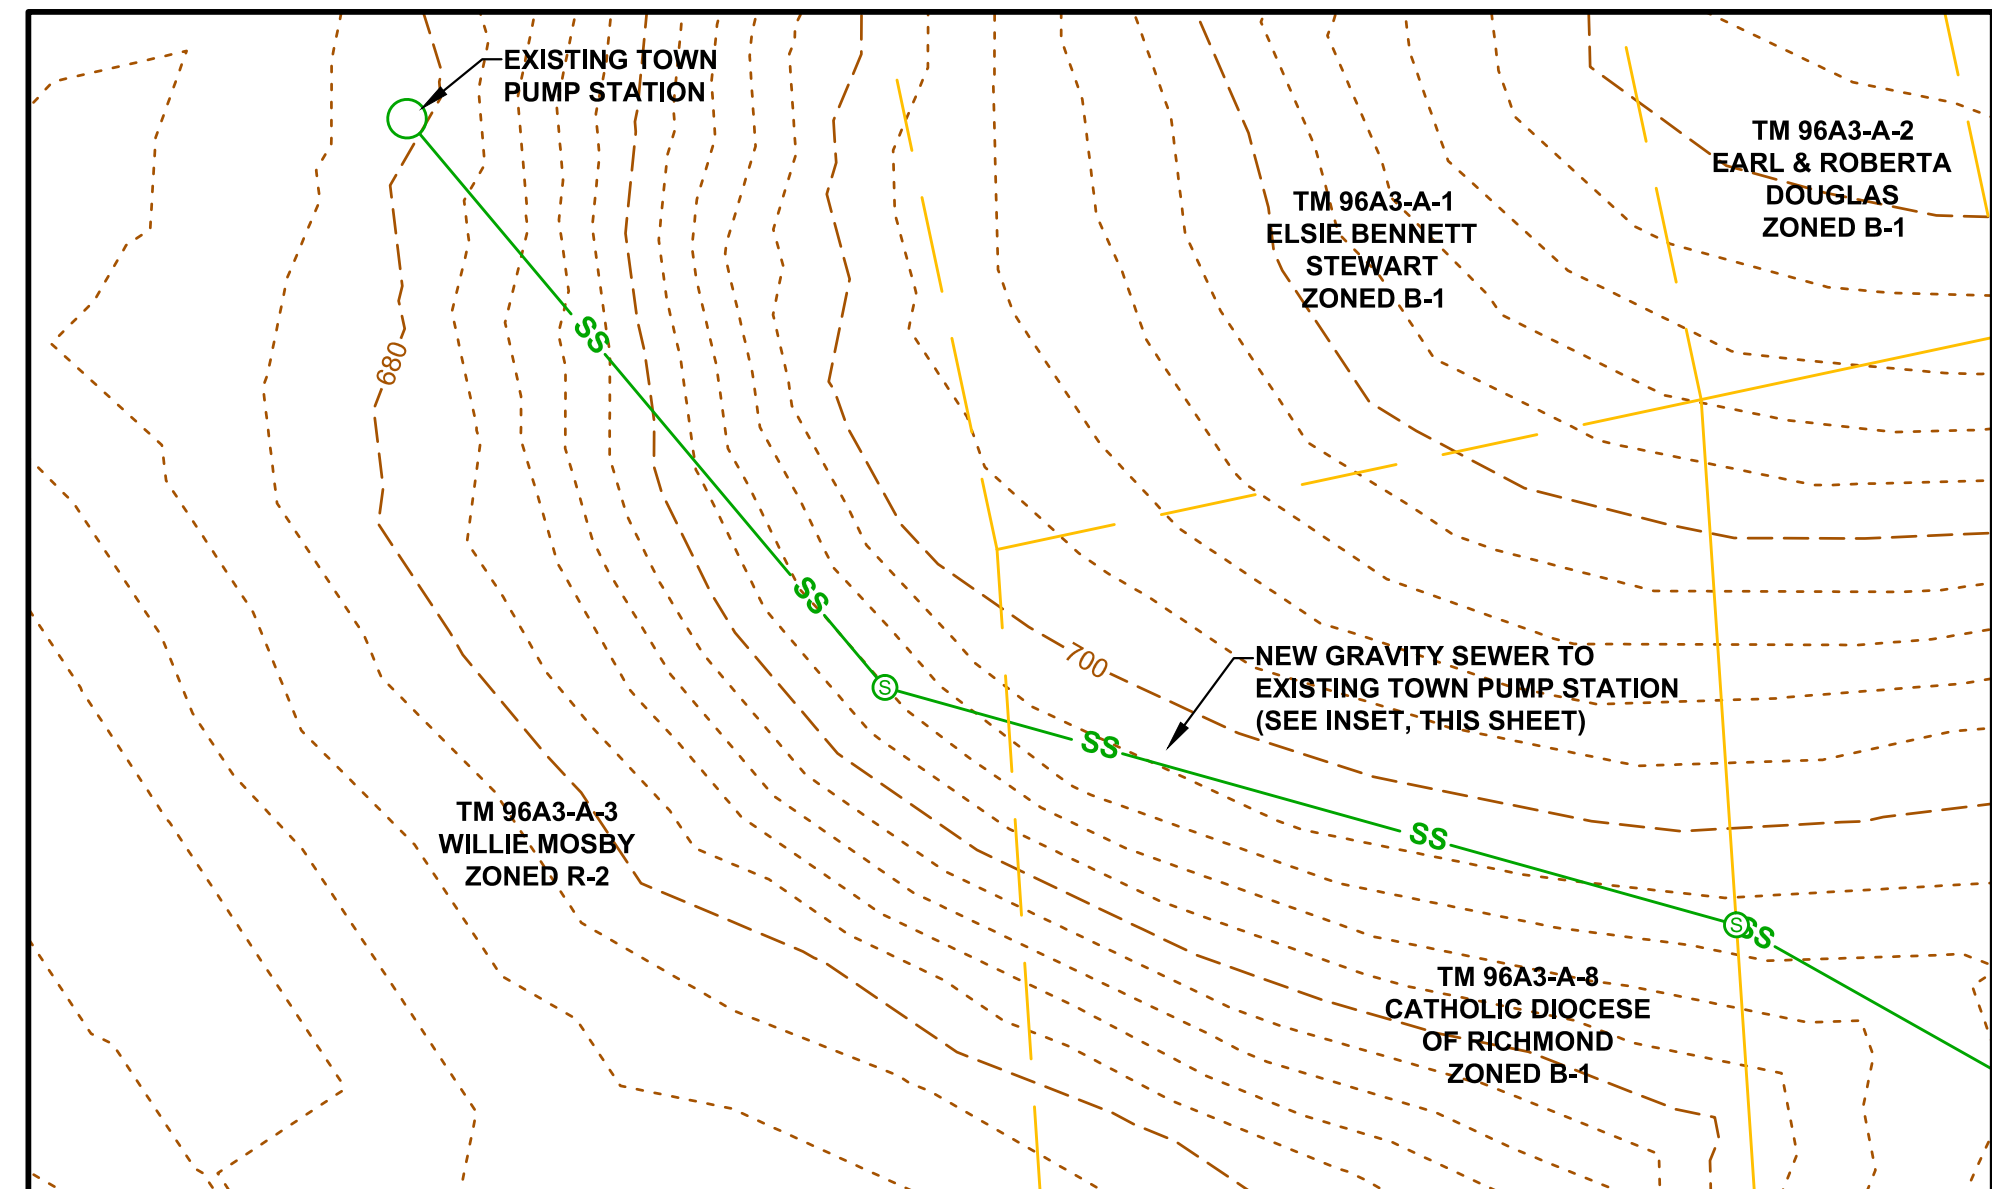 EXISTING TOWN
PUMP STATION
TM 96A3-A-2
EARL & ROBERTA
DOUGLAS
ZONED B-1
TM 96A3-A-1
ELSIE BENNETT
STEWART
ZONED B-1
SS
680
SS
NEW GRAVITY SEWER TO
EXISTING TOWN PUMP STATION
(SEE INSET, THIS SHEET)
700
S
SS
TM 96A3-A-3
WILLIE MOSBY
ZONED R-2
SS
S
SS
TM 96A3-A-8
CATHOLIC DIOCESE
OF RICHMOND
ZONED B-1